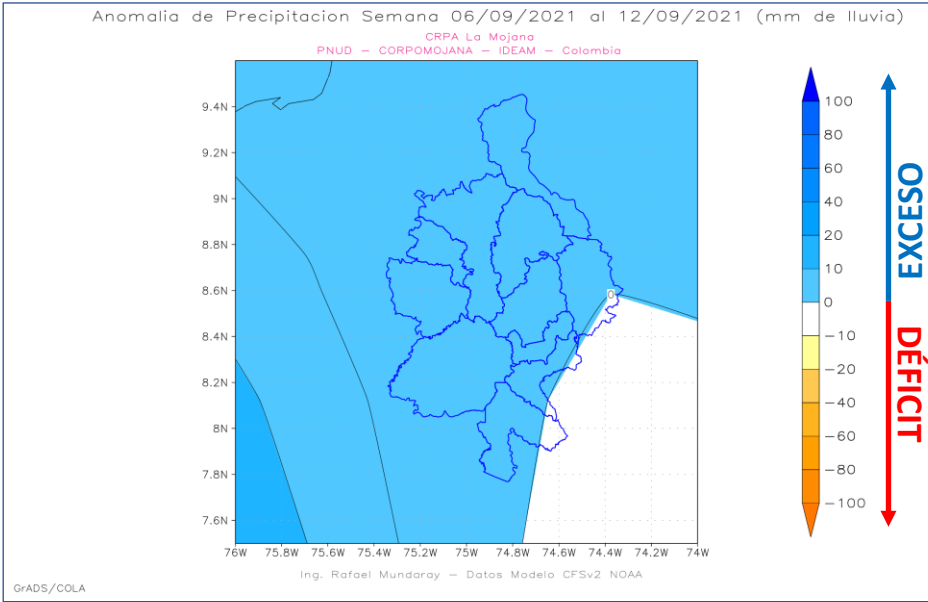 Anomalia de Precipitacion Semana 06/09/2021 al 12/09/2021 (mm de lluvia)
CRPA La Mojana
PNUD – CORPOMOJANA – IDEAM – Colombia
9.4N
9.2N
9N
8.8N
8.6N
8.4N
8.2N
8N
7.8N
7.6N
0
76W 75.8W 75.6W 75.4W 75.2W 75W 74.8W 74.6W 74.4W 74.2W 74W
100
80
60
40
20
10
0
−10
−20
−40
−60
−80
−100
EXCESO
DÉFICIT
Ing. Rafael Mundaray – Datos Modelo CFSv2 NOAA
GrADS/COLA